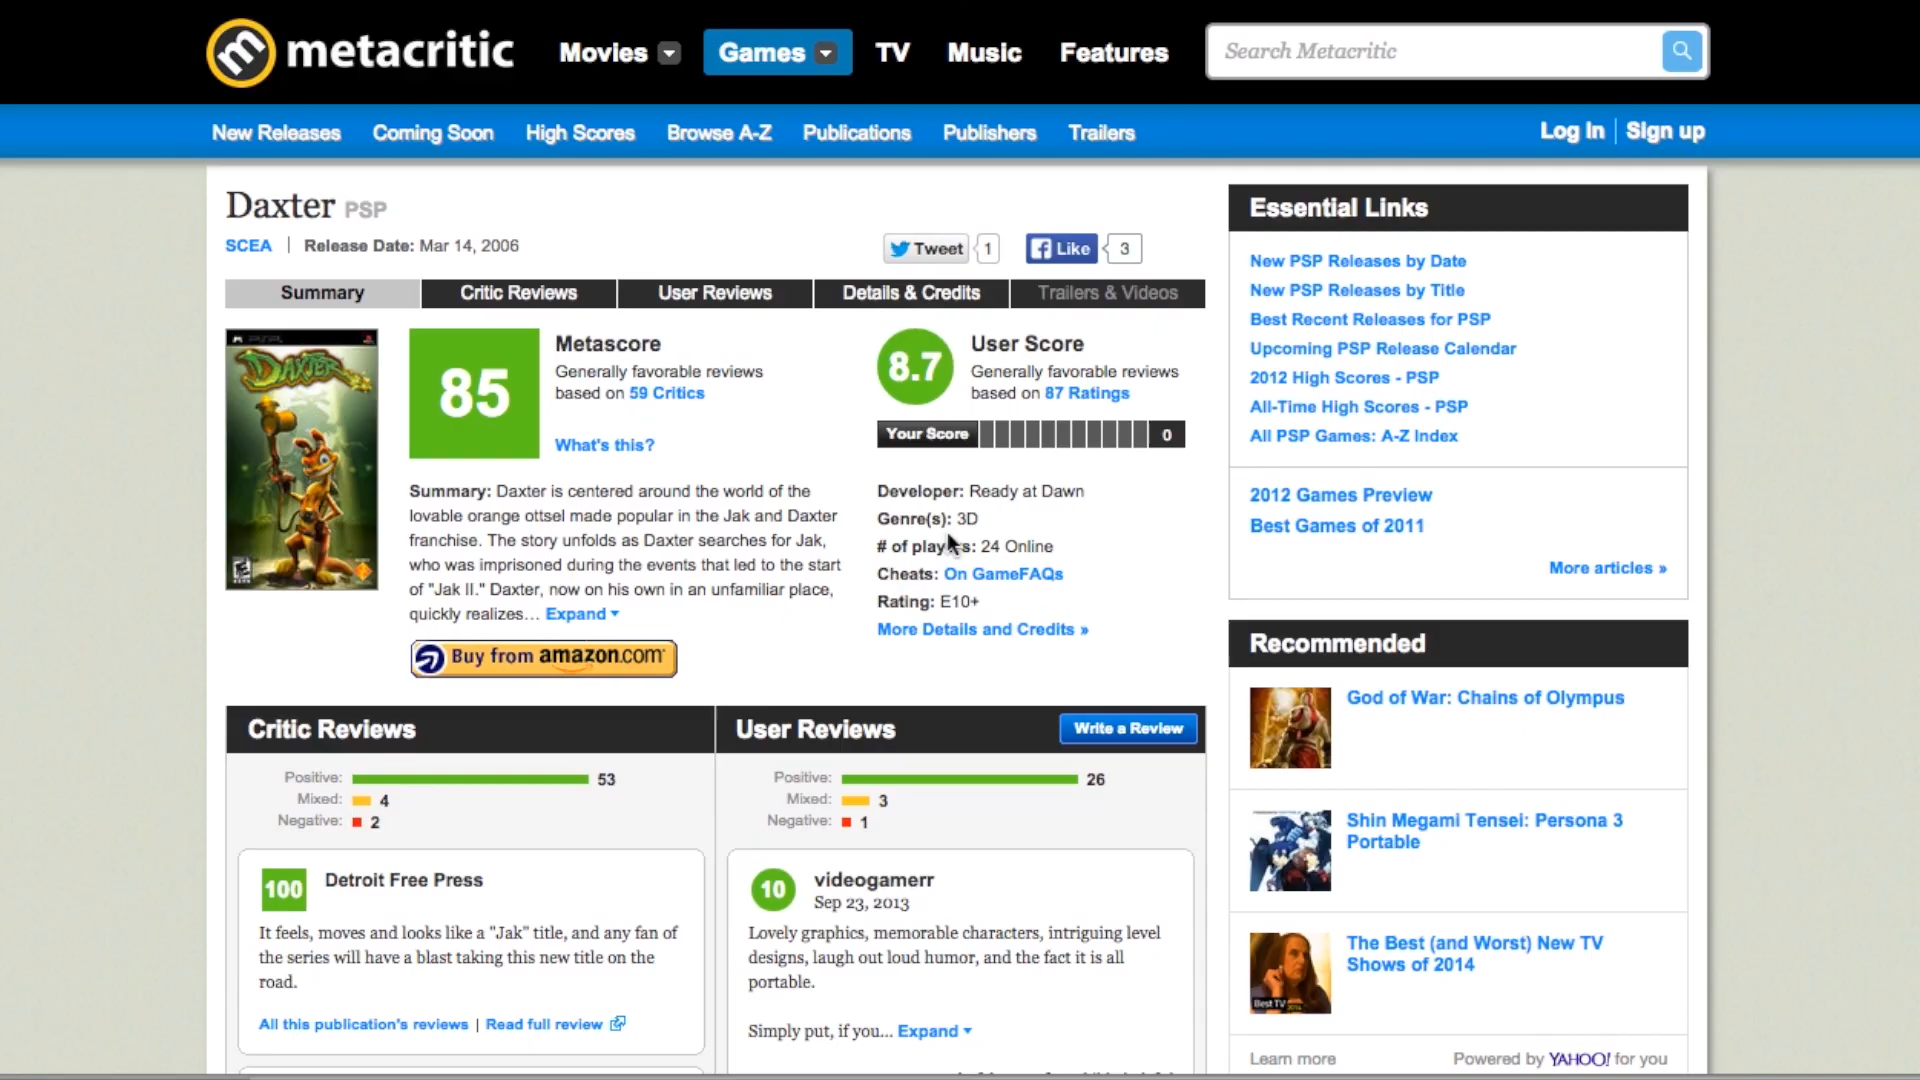 metacritic
Movies Games TV Music Features
Search Metacritic
New Releases Coming Soon High Scores Browse A-Z Publications Publishers Trailers
Log In Sign up
Daxter PSP
SCEA | Release Date: Mar 14, 2006
Tweet 1 Like 3
Summary Critic Reviews User Reviews Details & Credits Trailers & Videos
DAXTER
85
Metascore
Generally favorable reviews
based on 59 Critics
What's this?
8.7
User Score
Generally favorable reviews
based on 87 Ratings
Your Score 0
Summary: Daxter is centered around the world of the
lovable orange ottsel made popular in the Jak and Daxter
franchise. The story unfolds as Daxter searches for Jak,
who was imprisoned during the events that led to the start
of "Jak II." Daxter, now on his own in an unfamiliar place,
quickly realizes... Expand
Buy from amazon.com
Developer: Ready at Dawn
Genre(s): 3D
# of players: 24 Online
Cheats: On GameFAQs
Rating: E10+
More Details and Credits »
Critic Reviews
Positive: 53
Mixed: 4
Negative: 2
100 Detroit Free Press
It feels, moves and looks like a "Jak" title, and any fan of
the series will have a blast taking this new title on the
road.
All this publication's reviews | Read full review
User Reviews
Write a Review
Positive: 26
Mixed: 3
Negative: 1
10 videogamerr
Sep 23, 2013
Lovely graphics, memorable characters, intriguing level
designs, laugh out loud humor, and the fact it is all
portable.
Simply put, if you... Expand
Essential Links
New PSP Releases by Date
New PSP Releases by Title
Best Recent Releases for PSP
Upcoming PSP Release Calendar
2012 High Scores - PSP
All-Time High Scores - PSP
All PSP Games: A-Z Index
2012 Games Preview
Best Games of 2011
More articles »
Recommended
God of War: Chains of Olympus
Shin Megami Tensei: Persona 3
Portable
The Best (and Worst) New TV
Shows of 2014
Best TV
Learn more
Powered by YAHOO! for you